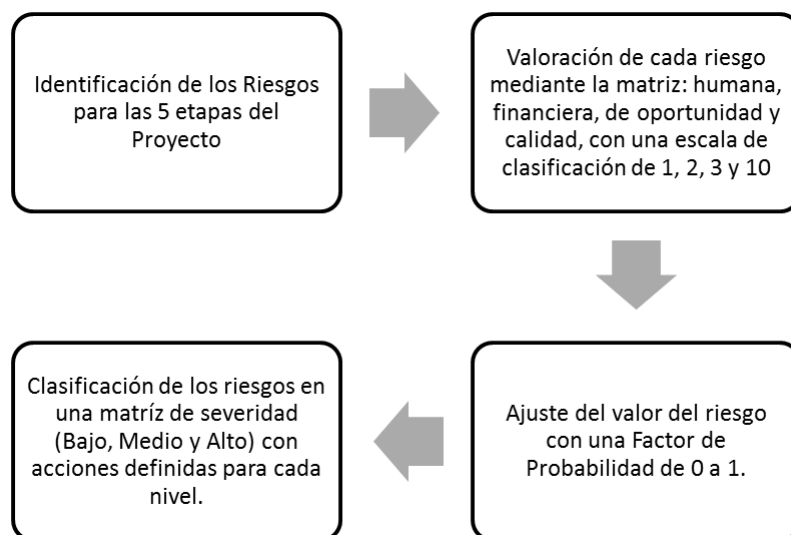 Identificación de los Riesgos
para las 5 etapas del
Proyecto
Valoración de cada riesgo
mediante la matriz: humana,
financiera, de oportunidad y
calidad, con una escala de
clasificación de 1, 2, 3 y 10
Ajuste del valor del riesgo
con una Factor de
Probabilidad de 0 a 1.
Clasificación de los riesgos en
una matríz de severidad
(Bajo, Medio y Alto) con
acciones definidas para cada
nivel.